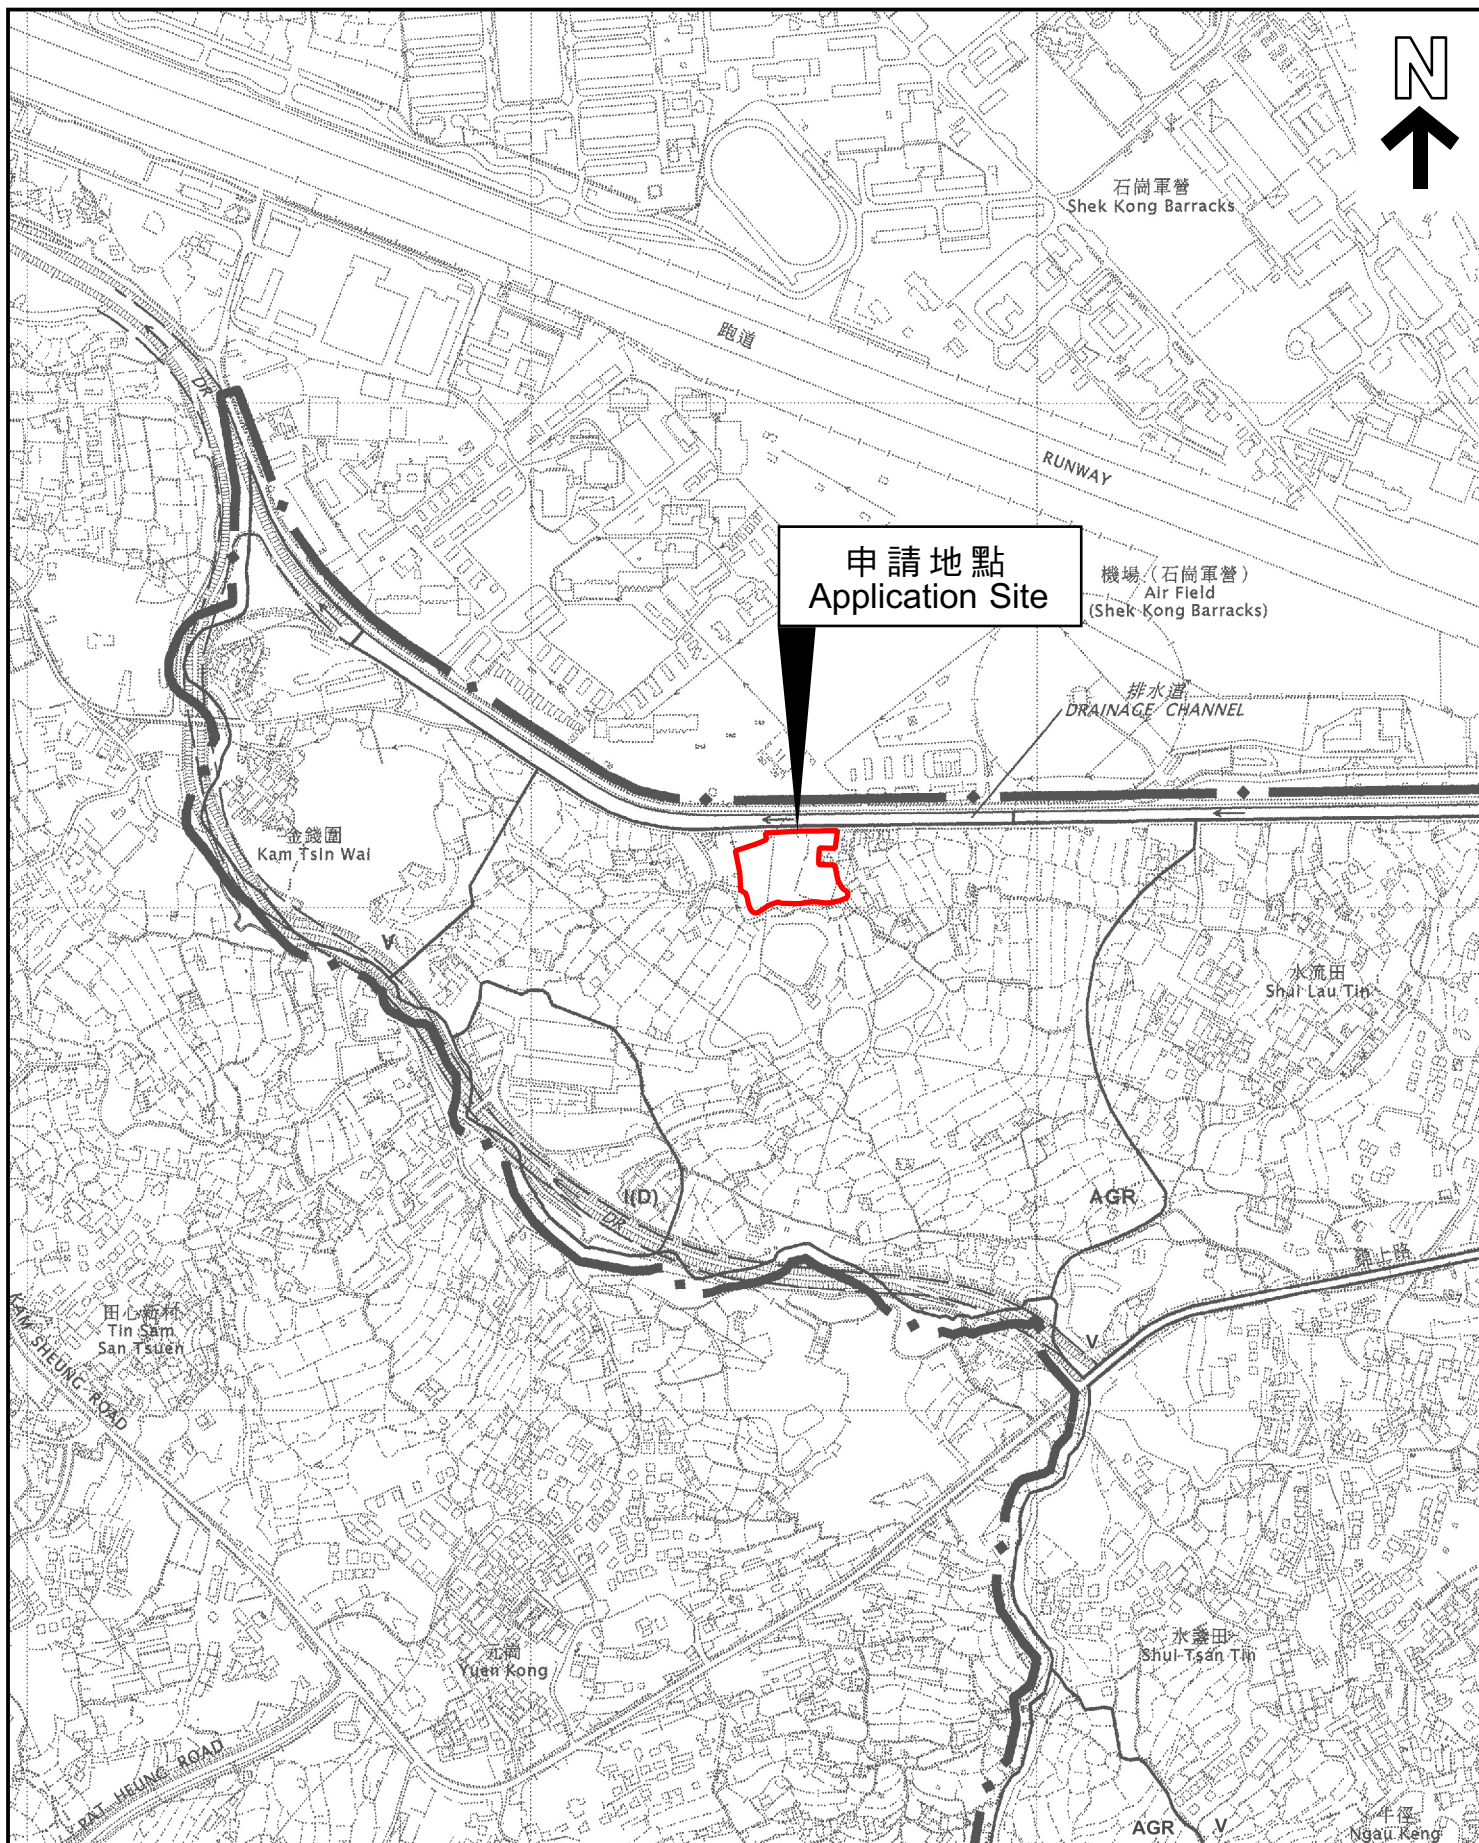 N
石崗軍營
Shek Kong Barracks
跑道
RUNWAY
DR
申請地點
Application Site
機場 (石崗軍營)
Air Field
(Shek Kong Barracks)
排水道
DRAINAGE CHANNEL
金錢圍
Kam Tsin Wai
V
水流田
Shui Lau Tin
I(D)
DR
AGR
錦上路
田心新村
Tin Sam
San Tsuen
KAM SHEUNG ROAD
V
元崗
Yuen Kong
水盞田
Shui Tsan Tin
PAT HEUNG ROAD
AGR
V
牛徑
Ngau Keng